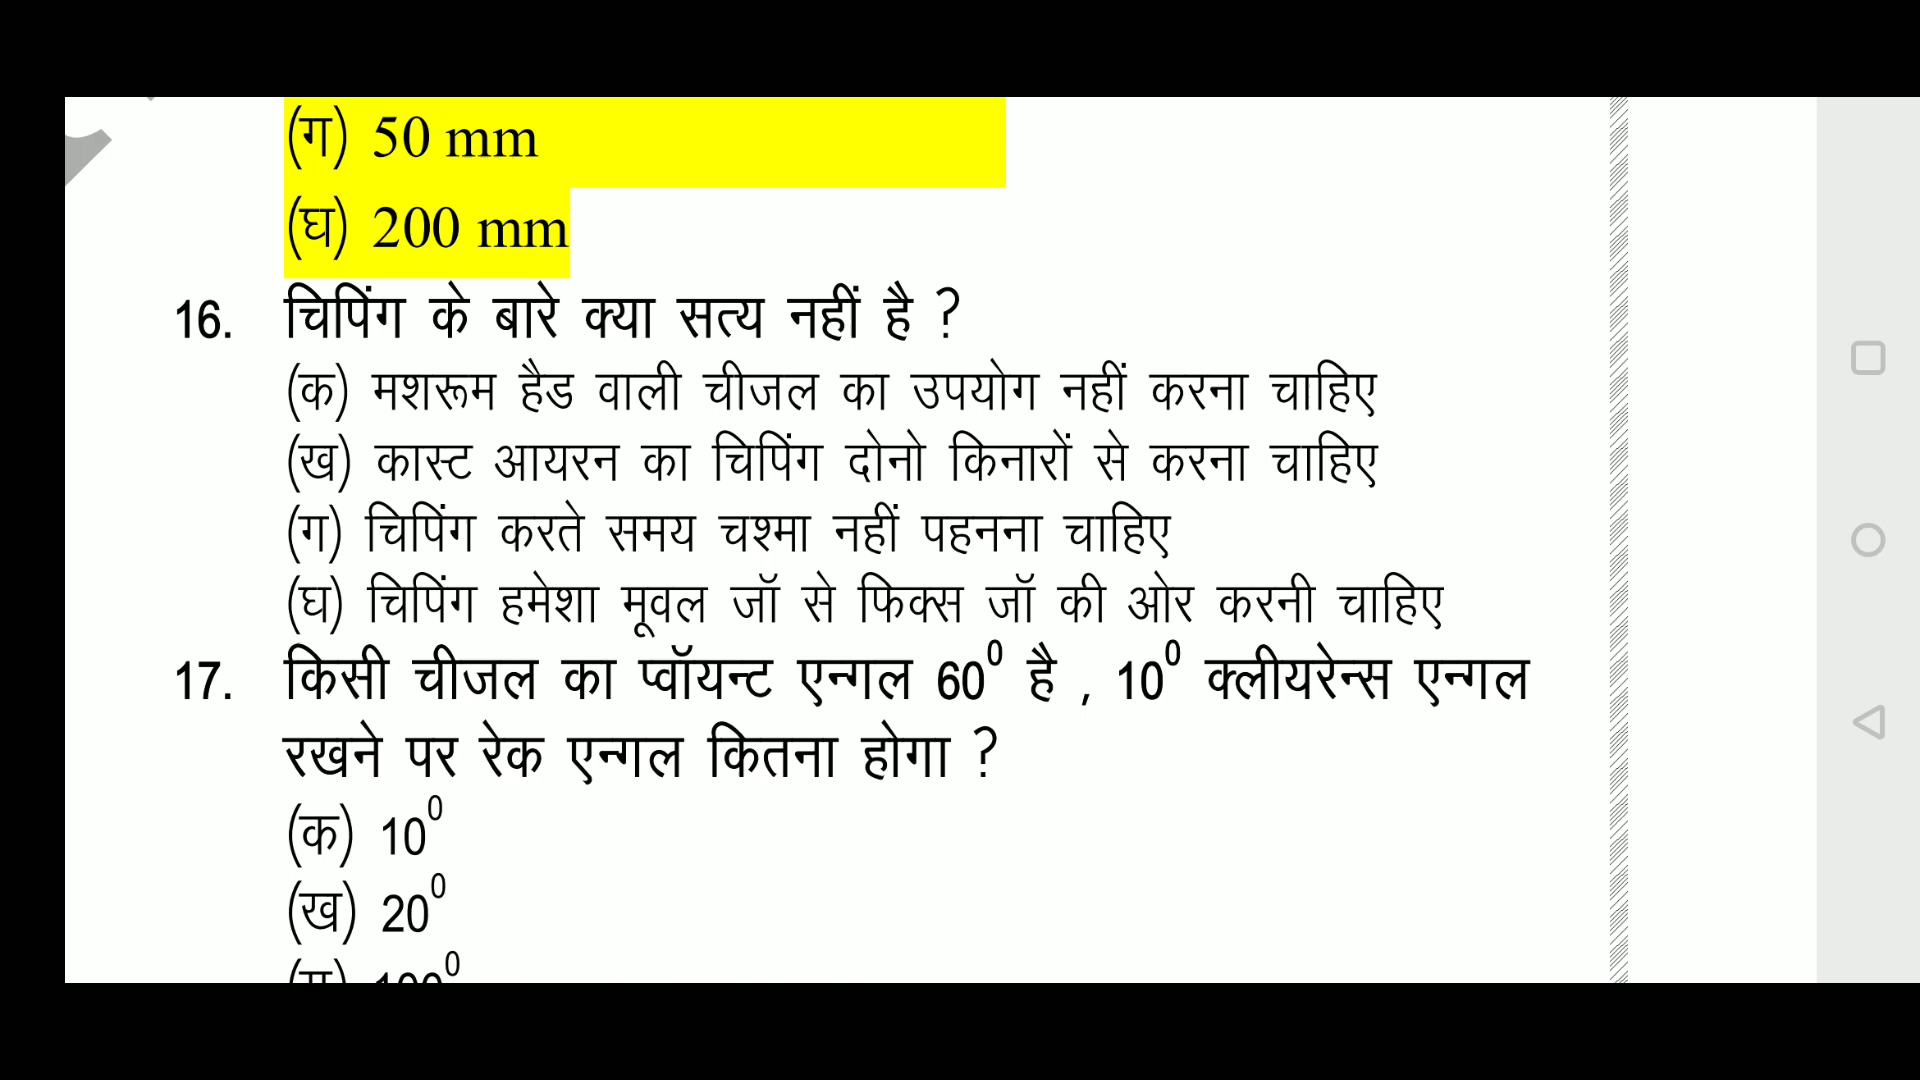 (ग) 50 mm
(घ) 200 mm
16. चिपिंग के बारे क्या सत्य नहीं है ?
(क) मशरूम हैड वाली चीजल का उपयोग नहीं करना चाहिए
(ख) कास्ट आयरन का चिपिंग दोनो किनारों से करना चाहिए
(ग) चिपिंग करते समय चश्मा नहीं पहनना चाहिए
(घ) चिपिंग हमेशा मूवल जॉ से फिक्स जॉ की ओर करनी चाहिए
17. किसी चीजल का प्वॉयन्ट एन्गल 60⁰ है , 10⁰ क्लीयरेन्स एन्गल
रखने पर रेक एन्गल कितना होगा ?
(क) 10⁰
(ख) 20⁰